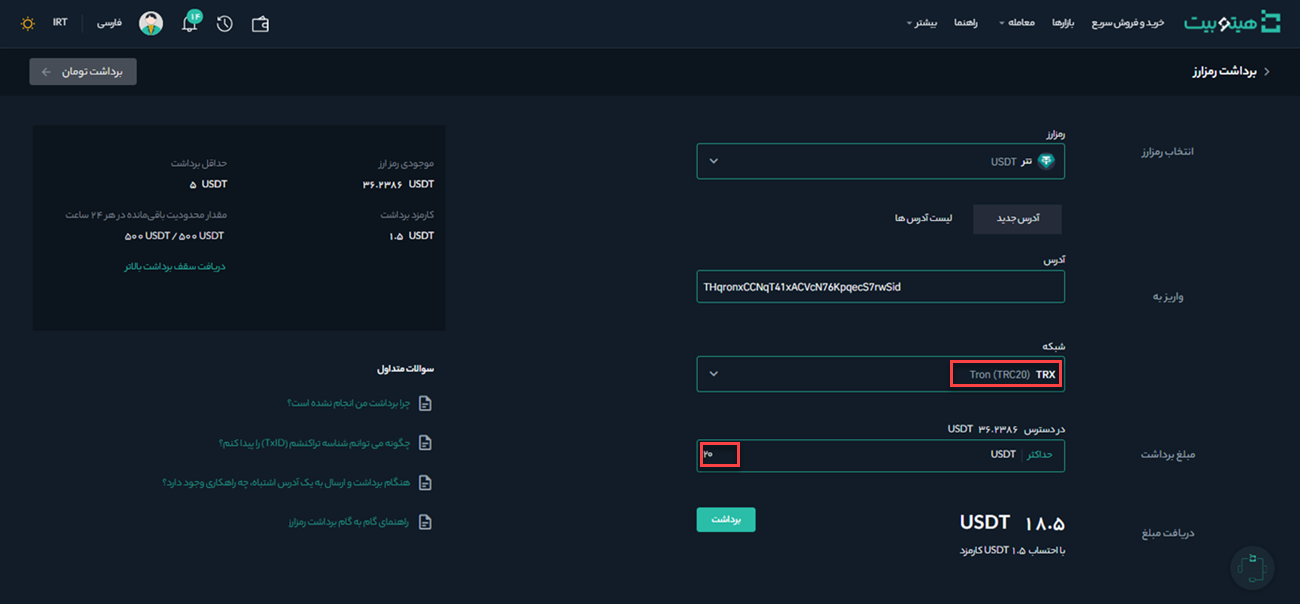 هیتوبیت
خرید و فروش سریع
بازارها
معامله
راهنما
بیشتر
۱۴
فارسی
IRT
برداشت رمزارز
برداشت تومان
انتخاب رمزارز
رمزارز
تتر USDT
آدرس جدید
لیست آدرس ها
واریز به
آدرس
THqronxCCNqT41xACVcN76KpqecS7rwSid
شبکه
TRX Tron (TRC20)
مبلغ برداشت
در دسترس ۳۶.۲۳۸۶ USDT
حداکثر USDT ۲۰
دریافت مبلغ
۱۸.۵ USDT
با احتساب ۱.۵ USDT کارمزد
برداشت
موجودی رمز ارز
۳۶.۲۳۸۶ USDT
حداقل برداشت
۵ USDT
کارمزد برداشت
۱.۵ USDT
مقدار محدودیت باقی‌مانده در هر ۲۴ ساعت
۵۰۰ USDT / ۵۰۰ USDT
دریافت سقف برداشت بالاتر
سوالات متداول
چرا برداشت من انجام نشده است؟
چگونه می توانم شناسه تراکنشم (TxID) را پیدا کنم؟
هنگام برداشت و ارسال به یک آدرس اشتباه، چه راهکاری وجود دارد؟
راهنمای گام به گام برداشت رمزارز